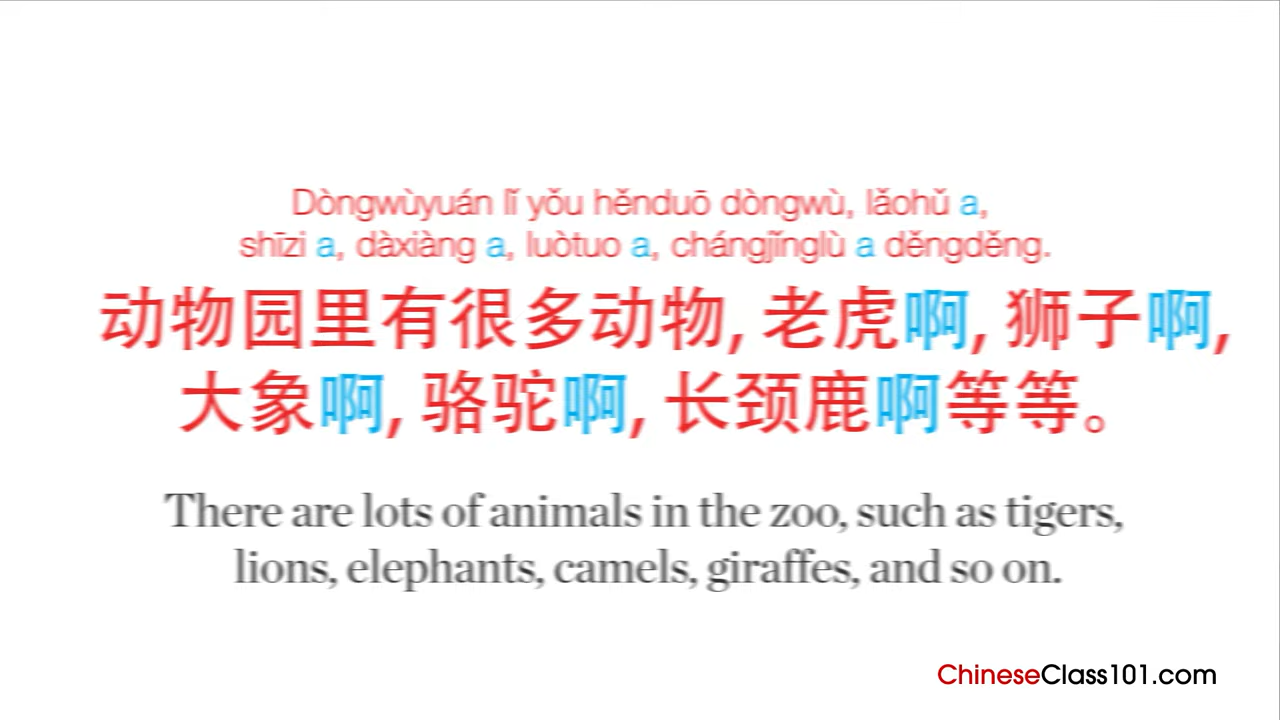 Dòngwùyuán lǐ yǒu hěnduō dòngwù, lǎohǔ a,
shīzi a, dàxiàng a, luòtuo a, chángjǐnglù a děngděng.
动物园里有很多动物, 老虎啊, 狮子啊,
大象啊, 骆驼啊, 长颈鹿啊等等。
There are lots of animals in the zoo, such as tigers,
lions, elephants, camels, giraffes, and so on.
ChineseClass101.com